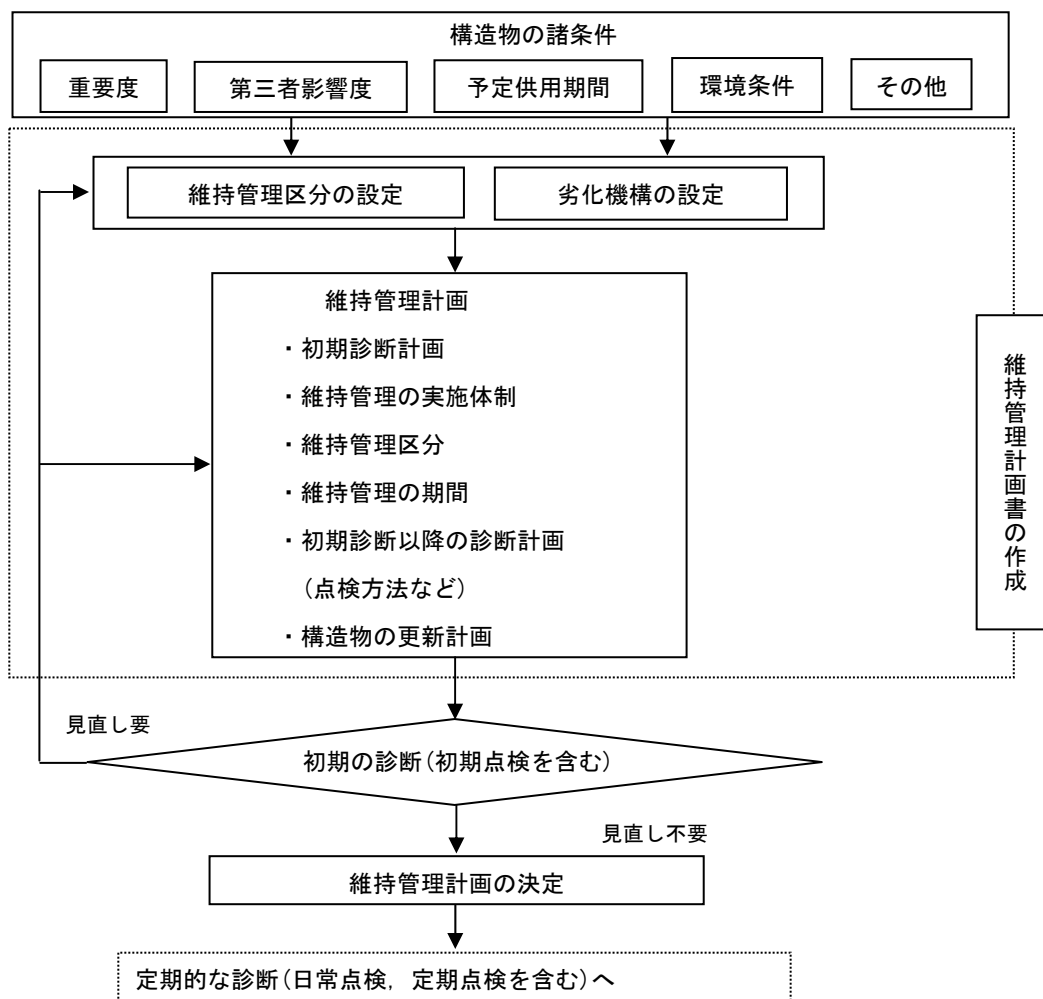 構造物の諸条件
重要度
第三者影響度
予定供用期間
環境条件
その他
維持管理区分の設定
劣化機構の設定
維持管理計画
・初期診断計画
・維持管理の実施体制
・維持管理区分
・維持管理の期間
・初期診断以降の診断計画
（点検方法など）
・構造物の更新計画
維持管理計画書の作成
見直し要
初期の診断（初期点検を含む）
見直し不要
維持管理計画の決定
定期的な診断（日常点検，定期点検を含む）へ